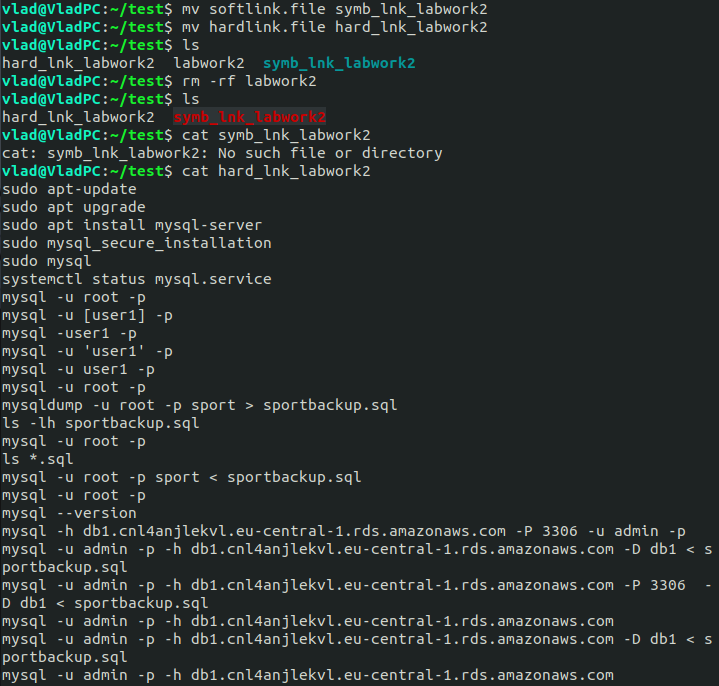 vlad@VladPC:~/test$ mv softlink.file symb_lnk_labwork2
vlad@VladPC:~/test$ mv hardlink.file hard_lnk_labwork2
vlad@VladPC:~/test$ ls
hard_lnk_labwork2  labwork2  symb_lnk_labwork2
vlad@VladPC:~/test$ rm -rf labwork2
vlad@VladPC:~/test$ ls
hard_lnk_labwork2  symb_lnk_labwork2
vlad@VladPC:~/test$ cat symb_lnk_labwork2
cat: symb_lnk_labwork2: No such file or directory
vlad@VladPC:~/test$ cat hard_lnk_labwork2
sudo apt-update
sudo apt upgrade
sudo apt install mysql-server
sudo mysql_secure_installation
sudo mysql
systemctl status mysql.service
mysql -u root -p
mysql -u [user1] -p
mysql -user1 -p
mysql -u 'user1' -p
mysql -u user1 -p
mysql -u root -p
mysqldump -u root -p sport > sportbackup.sql
ls -lh sportbackup.sql
mysql -u root -p
ls *.sql
mysql -u root -p sport < sportbackup.sql
mysql -u root -p
mysql --version
mysql -h db1.cnl4anjlekvl.eu-central-1.rds.amazonaws.com -P 3306 -u admin -p
mysql -u admin -p -h db1.cnl4anjlekvl.eu-central-1.rds.amazonaws.com -D db1 < s
portbackup.sql
mysql -u admin -p -h db1.cnl4anjlekvl.eu-central-1.rds.amazonaws.com -P 3306  -
D db1 < sportbackup.sql
mysql -u admin -p -h db1.cnl4anjlekvl.eu-central-1.rds.amazonaws.com
mysql -u admin -p -h db1.cnl4anjlekvl.eu-central-1.rds.amazonaws.com -D db1 < s
portbackup.sql
mysql -u admin -p -h db1.cnl4anjlekvl.eu-central-1.rds.amazonaws.com